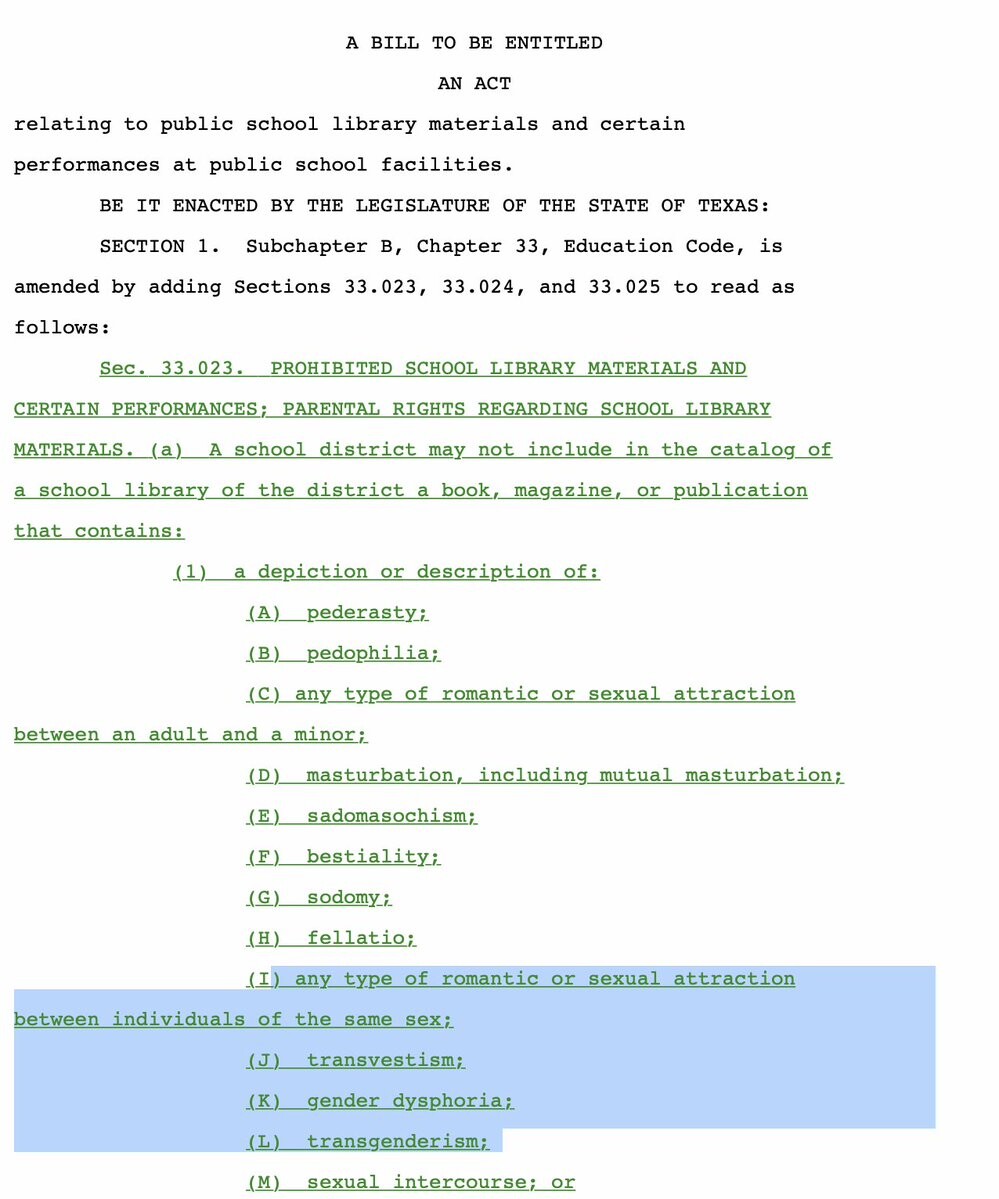 A BILL TO BE ENTITLED
AN ACT
relating to public school library materials and certain
performances at public school facilities.
BE IT ENACTED BY THE LEGISLATURE OF THE STATE OF TEXAS:
SECTION 1. Subchapter B, Chapter 33, Education Code, is
amended by adding Sections 33.023, 33.024, and 33.025 to read as
follows:
Sec. 33.023. PROHIBITED SCHOOL LIBRARY MATERIALS AND
CERTAIN PERFORMANCES; PARENTAL RIGHTS REGARDING SCHOOL LIBRARY
MATERIALS. (a) A school district may not include in the catalog of
a school library of the district a book, magazine, or publication
that contains:
(1) a depiction or description of:
(A) pederasty;
(B) pedophilia;
(C) any type of romantic or sexual attraction
between an adult and a minor;
(D) masturbation, including mutual masturbation;
(E) sadomasochism;
(F) bestiality;
(G) sodomy;
(H) fellatio;
(I) any type of romantic or sexual attraction
between individuals of the same sex;
(J) transvestism;
(K) gender dysphoria;
(L) transgenderism;
(M) sexual intercourse; or